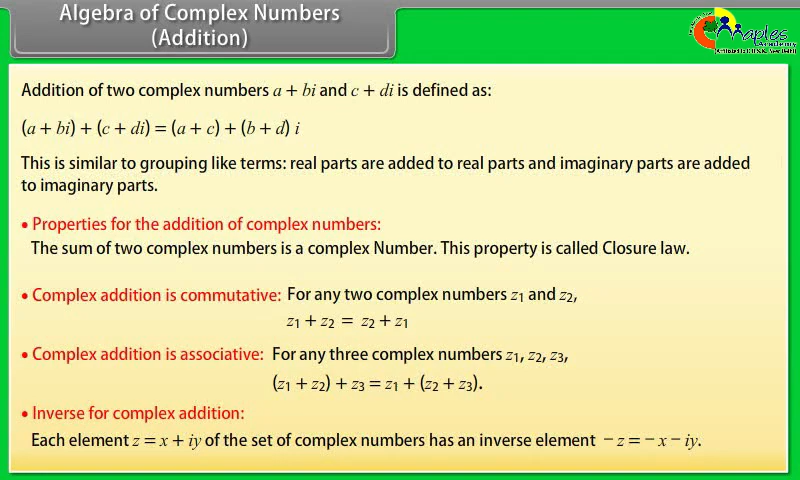 Algebra of Complex Numbers
(Addition)
aples
Academy
Addition of two complex numbers a + bi and c + di is defined as:
(a + bi) + (c + di) = (a + c) + (b + d) i
This is similar to grouping like terms: real parts are added to real parts and imaginary parts are added
to imaginary parts.
• Properties for the addition of complex numbers:
The sum of two complex numbers is a complex Number. This property is called Closure law.
• Complex addition is commutative: For any two complex numbers z1 and z2,
z1 + z2 = z2 + z1
• Complex addition is associative: For any three complex numbers z1, z2, z3,
(z1 + z2) + z3 = z1 + (z2 + z3).
• Inverse for complex addition:
Each element z = x + iy of the set of complex numbers has an inverse element −z = −x − iy.